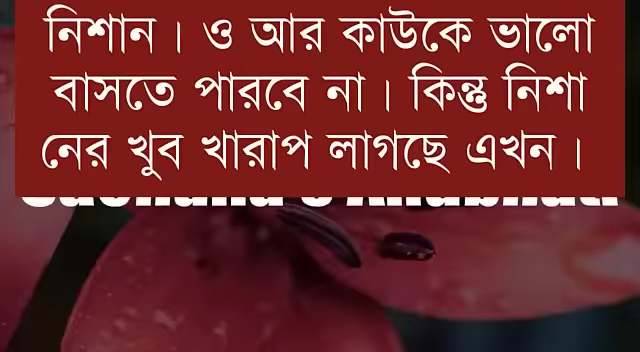 নিশান । ও আর কাউকে ভালো
বাসতে পারবে না । কিন্তু নিশা
নের খুব খারাপ লাগছে এখন ।